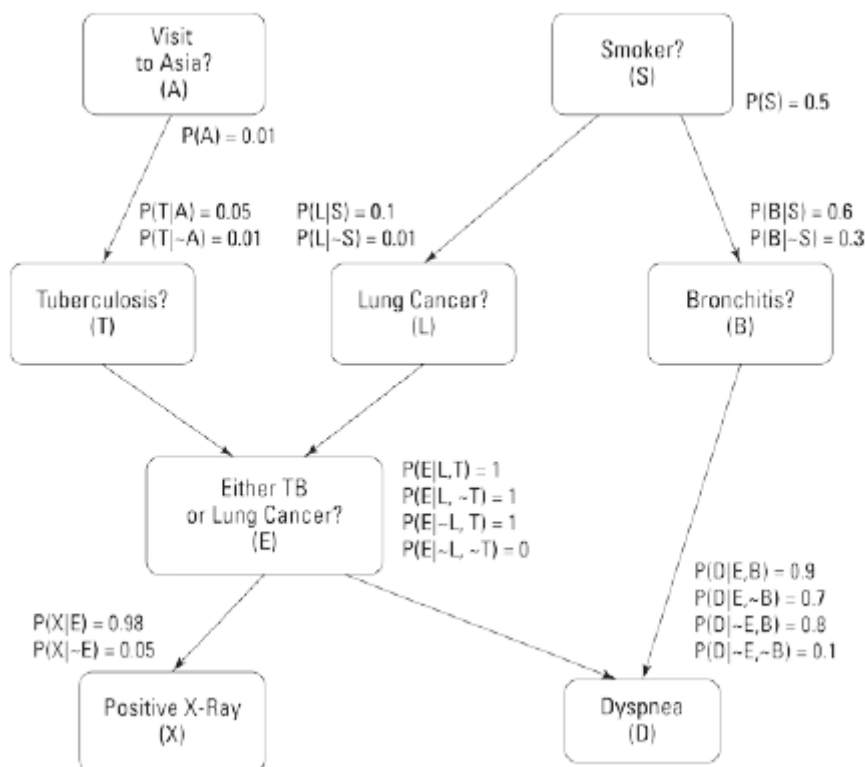 Visit
to Asia?
(A)
Smoker?
(S)
P(S) = 0.5
P(A) = 0.01
P(T|A) = 0.05
P(T|~A) = 0.01
P(L|S) = 0.1
P(L|~S) = 0.01
P(B|S) = 0.6
P(B|~S) = 0.3
Tuberculosis?
(T)
Lung Cancer?
(L)
Bronchitis?
(B)
Either TB
or Lung Cancer?
(E)
P(E|L,T) = 1
P(E|L, ~T) = 1
P(E|~L, T) = 1
P(E|~L, ~T) = 0
P(D|E,B) = 0.9
P(D|E,~B) = 0.7
P(D|~E,B) = 0.8
P(D|~E,~B) = 0.1
P(X|E) = 0.98
P(X|~E) = 0.05
Positive X-Ray
(X)
Dyspnea
(D)